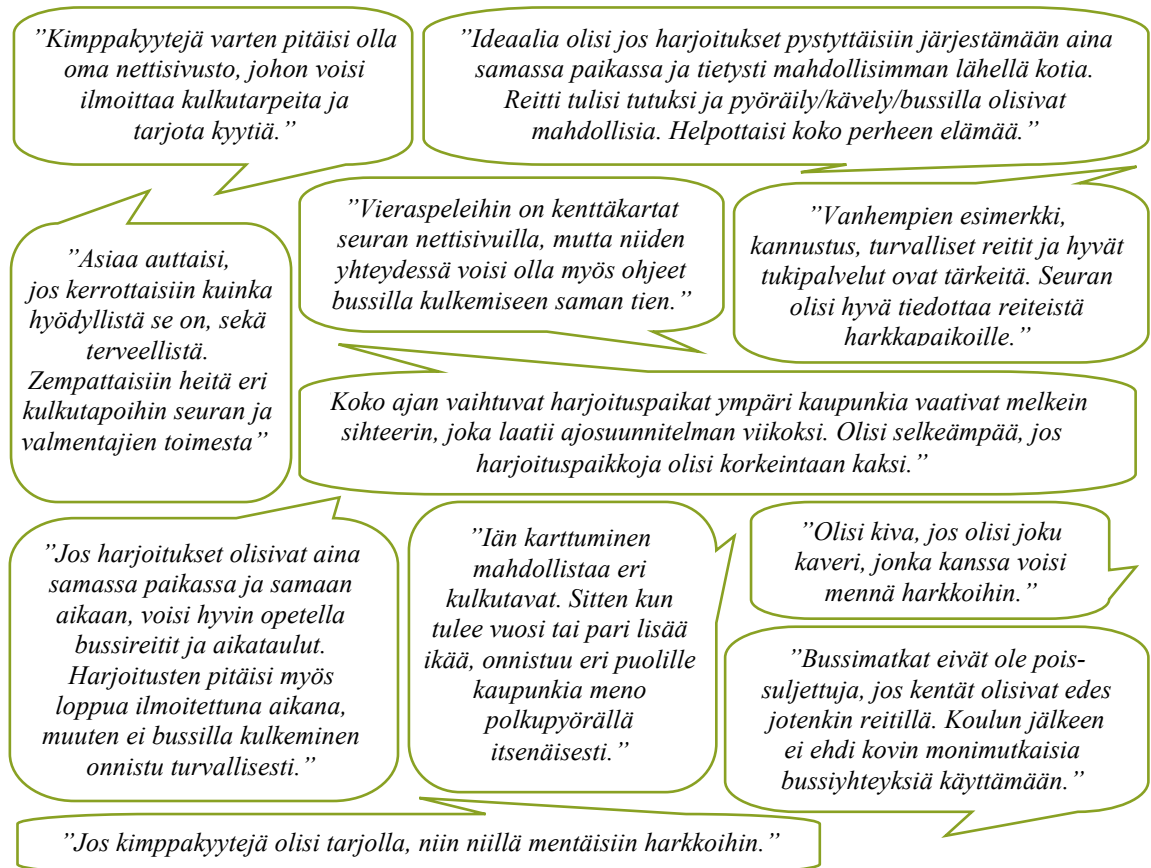 ”Kimppakyytejä varten pitäisi olla
oma nettisivusto, johon voisi
ilmoittaa kulkutarpeita ja
tarjota kyytiä.”
”Ideaalia olisi jos harjoitukset pystyttäisiin järjestämään aina
samassa paikassa ja tietysti mahdollisimman lähellä kotia.
Reitti tulisi tutuksi ja pyöräily/kävely/bussilla olisivat
mahdollisia. Helpottaisi koko perheen elämää.”
”Asiaa auttaisi,
jos kerrottaisiin kuinka
hyödyllistä se on, sekä
terveellistä.
Zempattaisiin heitä eri
kulkutapoihin seuran ja
valmentajien toimesta”
”Vieraspeleihin on kenttäkartat
seuran nettisivuilla, mutta niiden
yhteydessä voisi olla myös ohjeet
bussilla kulkemiseen saman tien.”
”Vanhempien esimerkki,
kannustus, turvalliset reitit ja hyvät
tukipalvelut ovat tärkeitä. Seuran
olisi hyvä tiedottaa reiteistä
harkkapaikoille.”
Koko ajan vaihtuvat harjoituspaikat ympäri kaupunkia vaativat melkein
sihteerin, joka laatii ajosuunnitelman viikoksi. Olisi selkeämpää, jos
harjoituspaikkoja olisi korkeintaan kaksi.”
”Jos harjoitukset olisivat aina
samassa paikassa ja samaan
aikaan, voisi hyvin opetella
bussireitit ja aikataulut.
Harjoitusten pitäisi myös
loppua ilmoitettuna aikana,
muuten ei bussilla kulkeminen
onnistu turvallisesti.”
”Iän karttuminen
mahdollistaa eri
kulkutavat. Sitten kun
tulee vuosi tai pari lisää
ikää, onnistuu eri puolille
kaupunkia meno
polkupyörällä
itsenäisesti.”
”Olisi kiva, jos olisi joku
kaveri, jonka kanssa voisi
mennä harkkoihin.”
”Bussimatkat eivät ole pois-
suljettuja, jos kentät olisivat edes
jotenkin reitillä. Koulun jälkeen
ei ehdi kovin monimutkaisia
bussiyhteyksiä käyttämään.”
”Jos kimppakyytejä olisi tarjolla, niin niillä mentäisiin harkkoihin.”